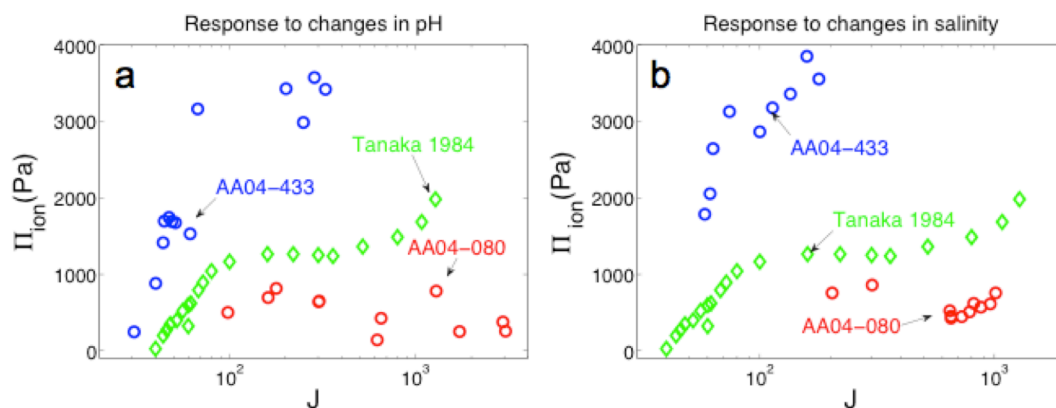 Response to changes in pH
a
4000
3000
2000
1000
0
Π_ion(Pa)
Tanaka 1984
AA04-433
AA04-080
10^2
10^3
J
Response to changes in salinity
b
4000
3000
2000
1000
0
Π_ion(Pa)
AA04-433
Tanaka 1984
AA04-080
10^2
10^3
J